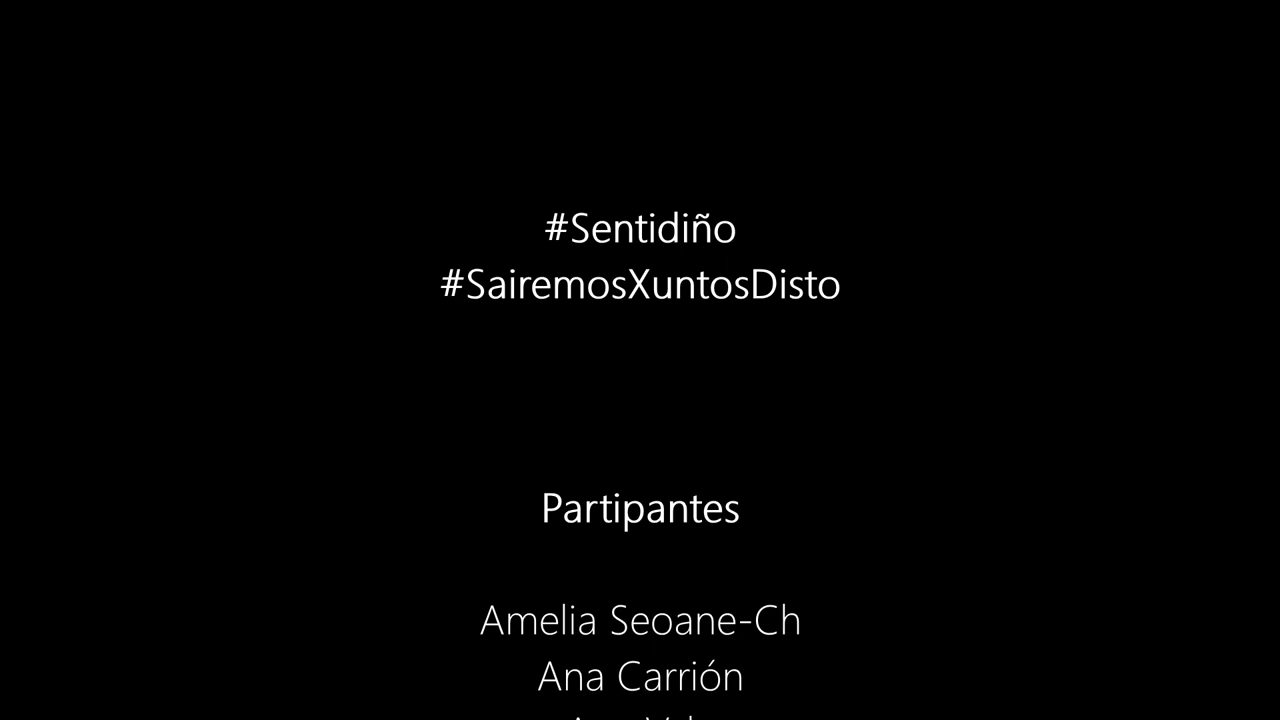 #Sentidiño
#SairemosXuntosDisto
Partipantes
Amelia Seoane-Ch
Ana Carrión